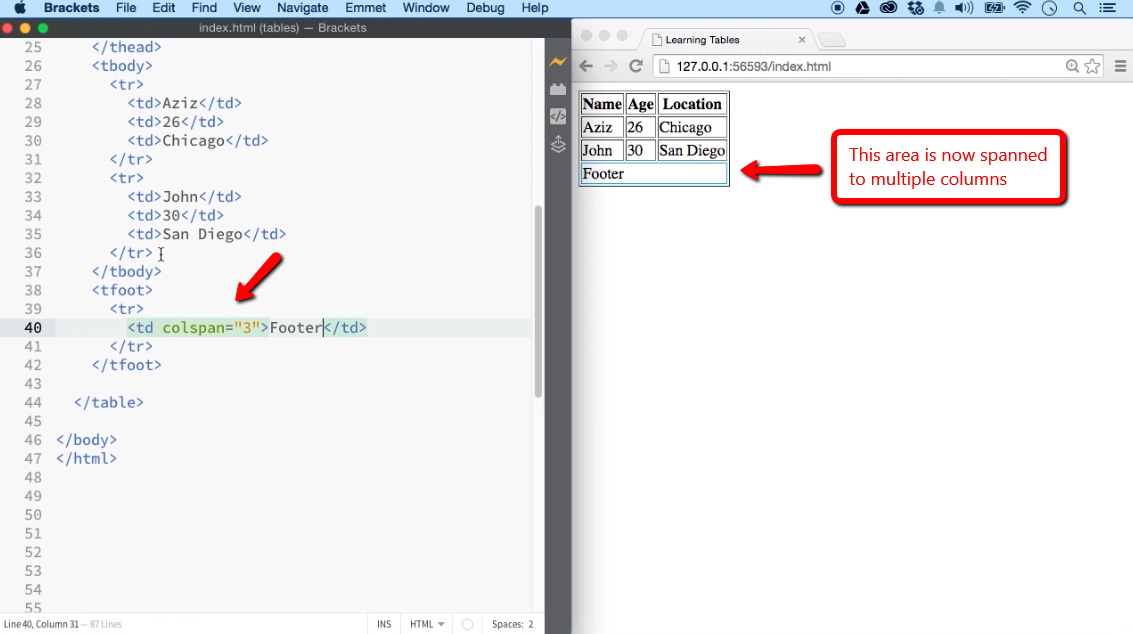 Brackets File Edit Find View Navigate Emmet Window Debug Help
index.html (tables) — Brackets
25 </thead>
26 <tbody>
27 <tr>
28 <td>Aziz</td>
29 <td>26</td>
30 <td>Chicago</td>
31 </tr>
32 <tr>
33 <td>John</td>
34 <td>30</td>
35 <td>San Diego</td>
36 </tr>
37 </tbody>
38 <tfoot>
39 <tr>
40 <td colspan="3">Footer</td>
41 </tr>
42 </tfoot>
43
44 </table>
45
46 </body>
47 </html>
48
49
50
51
52
53
54
55
Line 40, Column 31 — 87 Lines
INS HTML Spaces: 2
Learning Tables
127.0.0.1:56593/index.html
Name Age Location
Aziz 26 Chicago
John 30 San Diego
Footer
This area is now spanned
to multiple columns